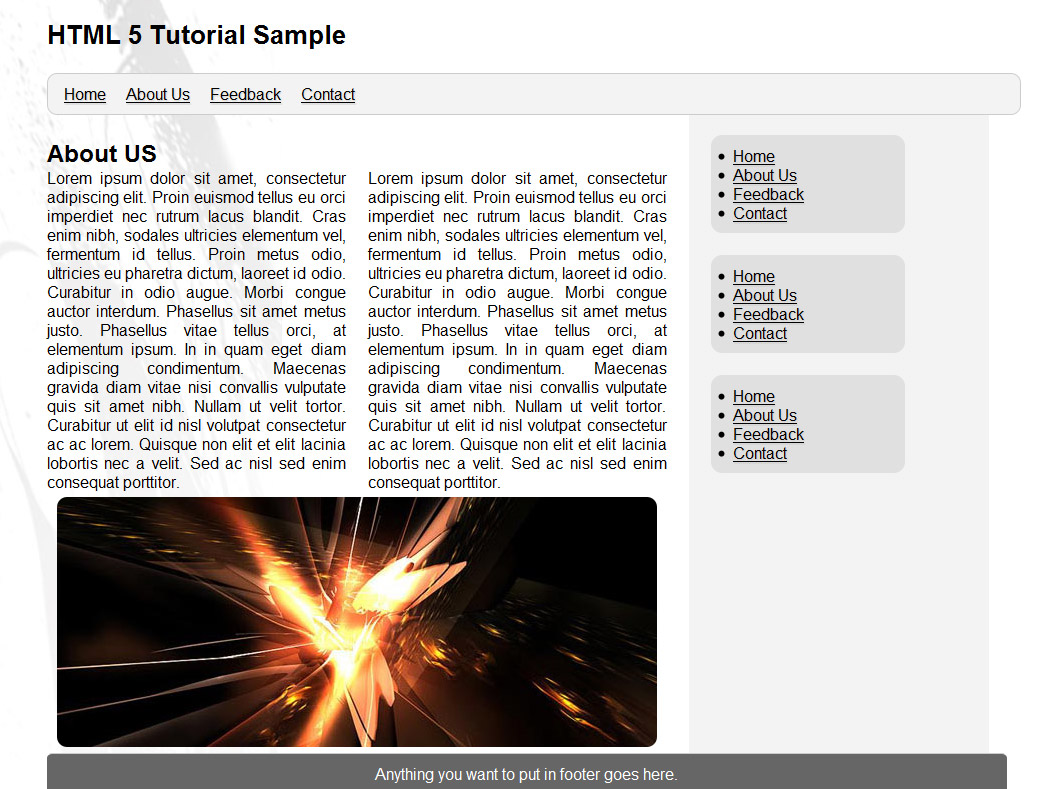 HTML 5 Tutorial Sample
Home About Us Feedback Contact
About US
Lorem ipsum dolor sit amet, consectetur
adipiscing elit. Proin euismod tellus eu orci
imperdiet nec rutrum lacus blandit. Cras
enim nibh, sodales ultricies elementum vel,
fermentum id tellus. Proin metus odio,
ultricies eu pharetra dictum, laoreet id odio.
Curabitur in odio augue. Morbi congue
auctor interdum. Phasellus sit amet metus
justo. Phasellus vitae tellus orci, at
elementum ipsum. In in quam eget diam
adipiscing condimentum. Maecenas
gravida diam vitae nisi convallis vulputate
quis sit amet nibh. Nullam ut velit tortor.
Curabitur ut elit id nisl volutpat consectetur
ac ac lorem. Quisque non elit et elit lacinia
lobortis nec a velit. Sed ac nisl sed enim
consequat porttitor.
Lorem ipsum dolor sit amet, consectetur
adipiscing elit. Proin euismod tellus eu orci
imperdiet nec rutrum lacus blandit. Cras
enim nibh, sodales ultricies elementum vel,
fermentum id tellus. Proin metus odio,
ultricies eu pharetra dictum, laoreet id odio.
Curabitur in odio augue. Morbi congue
auctor interdum. Phasellus sit amet metus
justo. Phasellus vitae tellus orci, at
elementum ipsum. In in quam eget diam
adipiscing condimentum. Maecenas
gravida diam vitae nisi convallis vulputate
quis sit amet nibh. Nullam ut velit tortor.
Curabitur ut elit id nisl volutpat consectetur
ac ac lorem. Quisque non elit et elit lacinia
lobortis nec a velit. Sed ac nisl sed enim
consequat porttitor.
Home
About Us
Feedback
Contact
Home
About Us
Feedback
Contact
Home
About Us
Feedback
Contact
Anything you want to put in footer goes here.